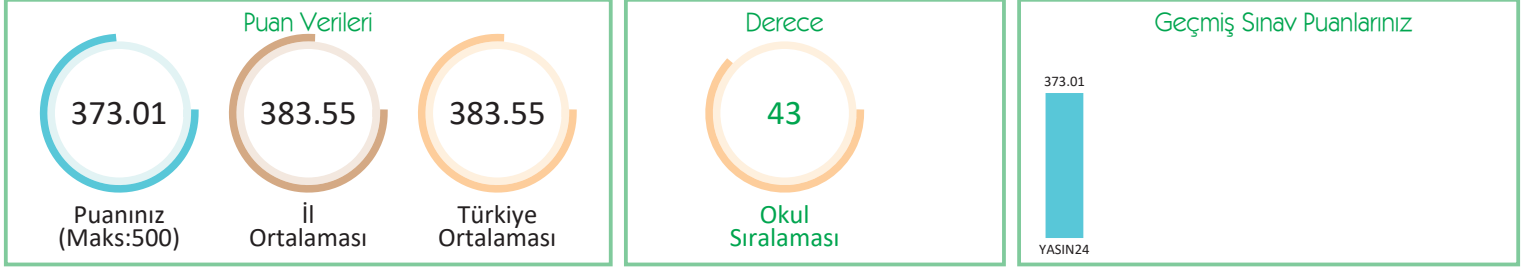 Puan Verileri
373.01
383.55
383.55
Puanınız
(Maks:500)
İl
Ortalaması
Türkiye
Ortalaması
Derece
43
Okul
Sıralaması
Geçmiş Sınav Puanlarınız
373.01
YASIN24